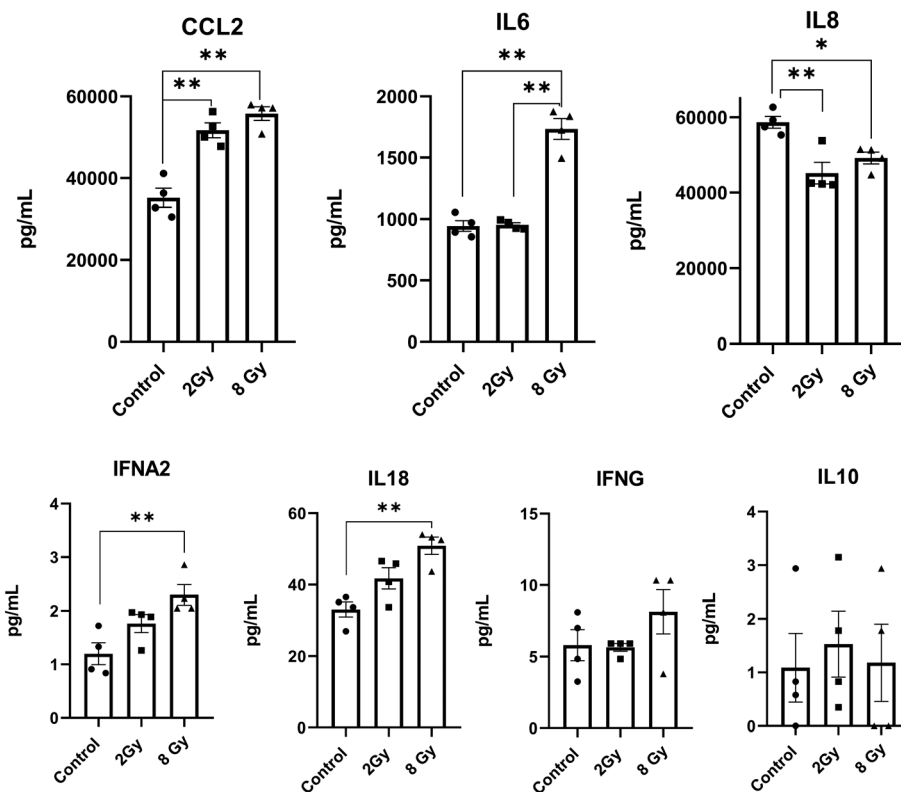 CCL2
**
**
60000
40000
20000
0
pg/mL
Control
2Gy
8 Gy
IL6
**
**
2000
1500
1000
500
0
pg/mL
Control
2Gy
8 Gy
IL8
*
**
60000
40000
20000
0
pg/mL
Control
2Gy
8 Gy
IFNA2
**
4
3
2
1
0
pg/mL
Control
2Gy
8 Gy
IL18
**
60
40
20
0
pg/mL
Control
2Gy
8 Gy
IFNG
15
10
5
0
pg/mL
Control
2Gy
8 Gy
IL10
4
3
2
1
0
pg/mL
Control
2Gy
8 Gy